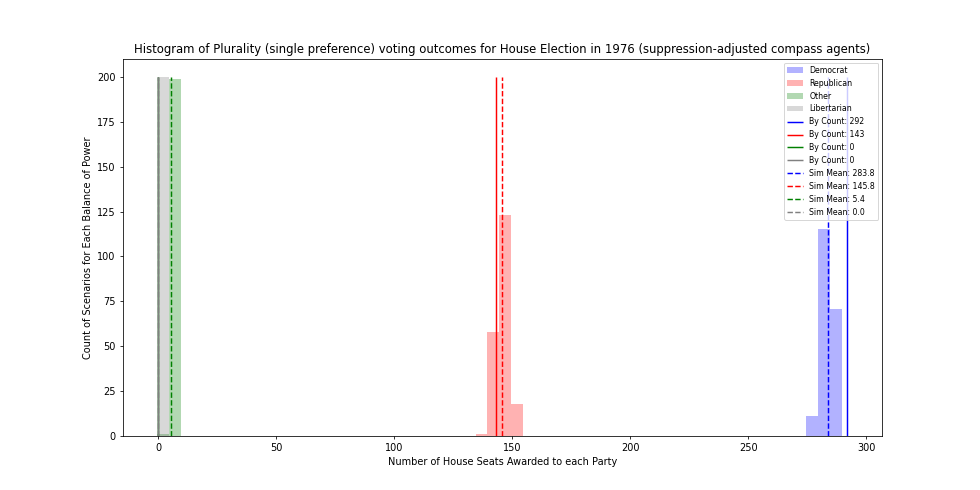 Histogram of Plurality (single preference) voting outcomes for House Election in 1976 (suppression-adjusted compass agents)
Democrat
Republican
Other
Libertarian
By Count: 292
By Count: 143
By Count: 0
By Count: 0
Sim Mean: 283.8
Sim Mean: 145.8
Sim Mean: 5.4
Sim Mean: 0.0
Count of Scenarios for Each Balance of Power
200
175
150
125
100
75
50
25
0
0 50 100 150 200 250 300
Number of House Seats Awarded to each Party